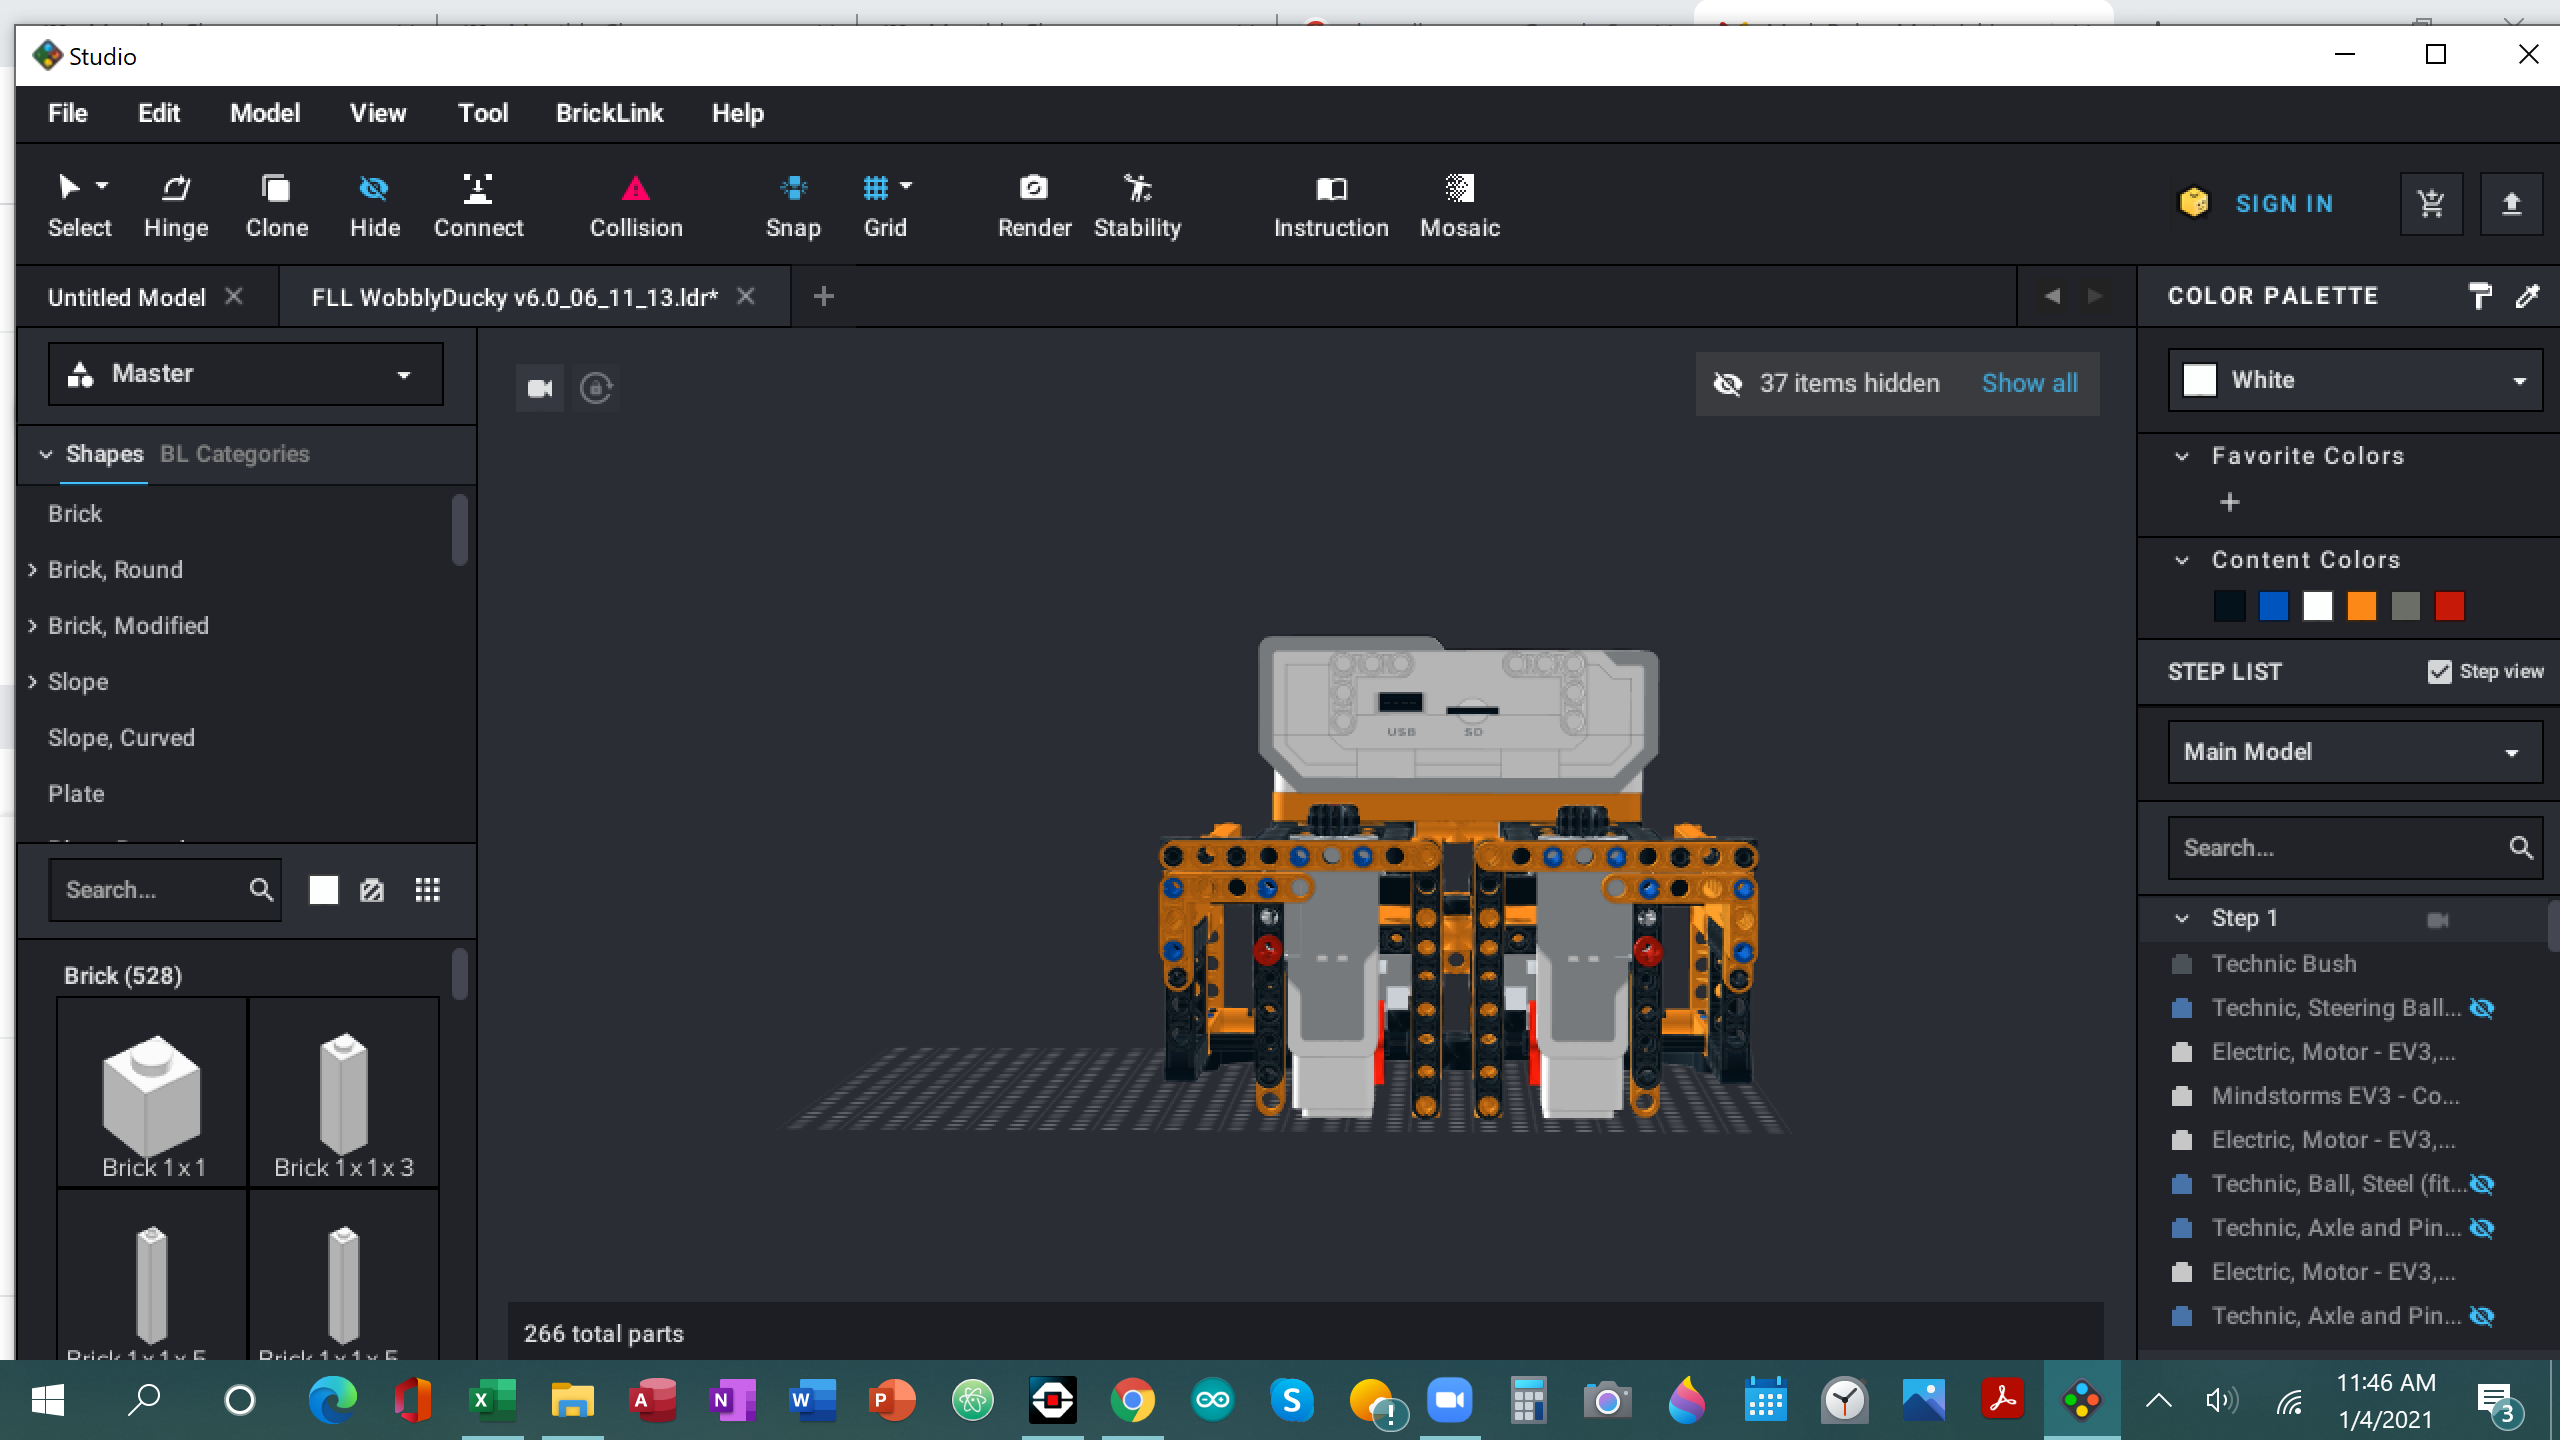 Studio
File Edit Model View Tool BrickLink Help
Select Hinge Clone Hide Connect Collision Snap Grid Render Stability Instruction Mosaic SIGN IN
Untitled Model FLL WobblyDucky v6.0_06_11_13.ldr*
Master
Shapes BL Categories
Brick
Brick, Round
Brick, Modified
Slope
Slope, Curved
Plate
Search...
Brick (528)
Brick 1 x 1 Brick 1 x 1 x 3
Brick 1 x 1 x 5 Brick 1 x 1 x 5
37 items hidden Show all
USB SD
266 total parts
COLOR PALETTE
White
Favorite Colors
Content Colors
STEP LIST Step view
Main Model
Search...
Step 1
Technic Bush
Technic, Steering Ball...
Electric, Motor - EV3,...
Mindstorms EV3 - Co...
Electric, Motor - EV3,...
Technic, Ball, Steel (fit...
Technic, Axle and Pin...
Electric, Motor - EV3,...
Technic, Axle and Pin...
11:46 AM
1/4/2021
3